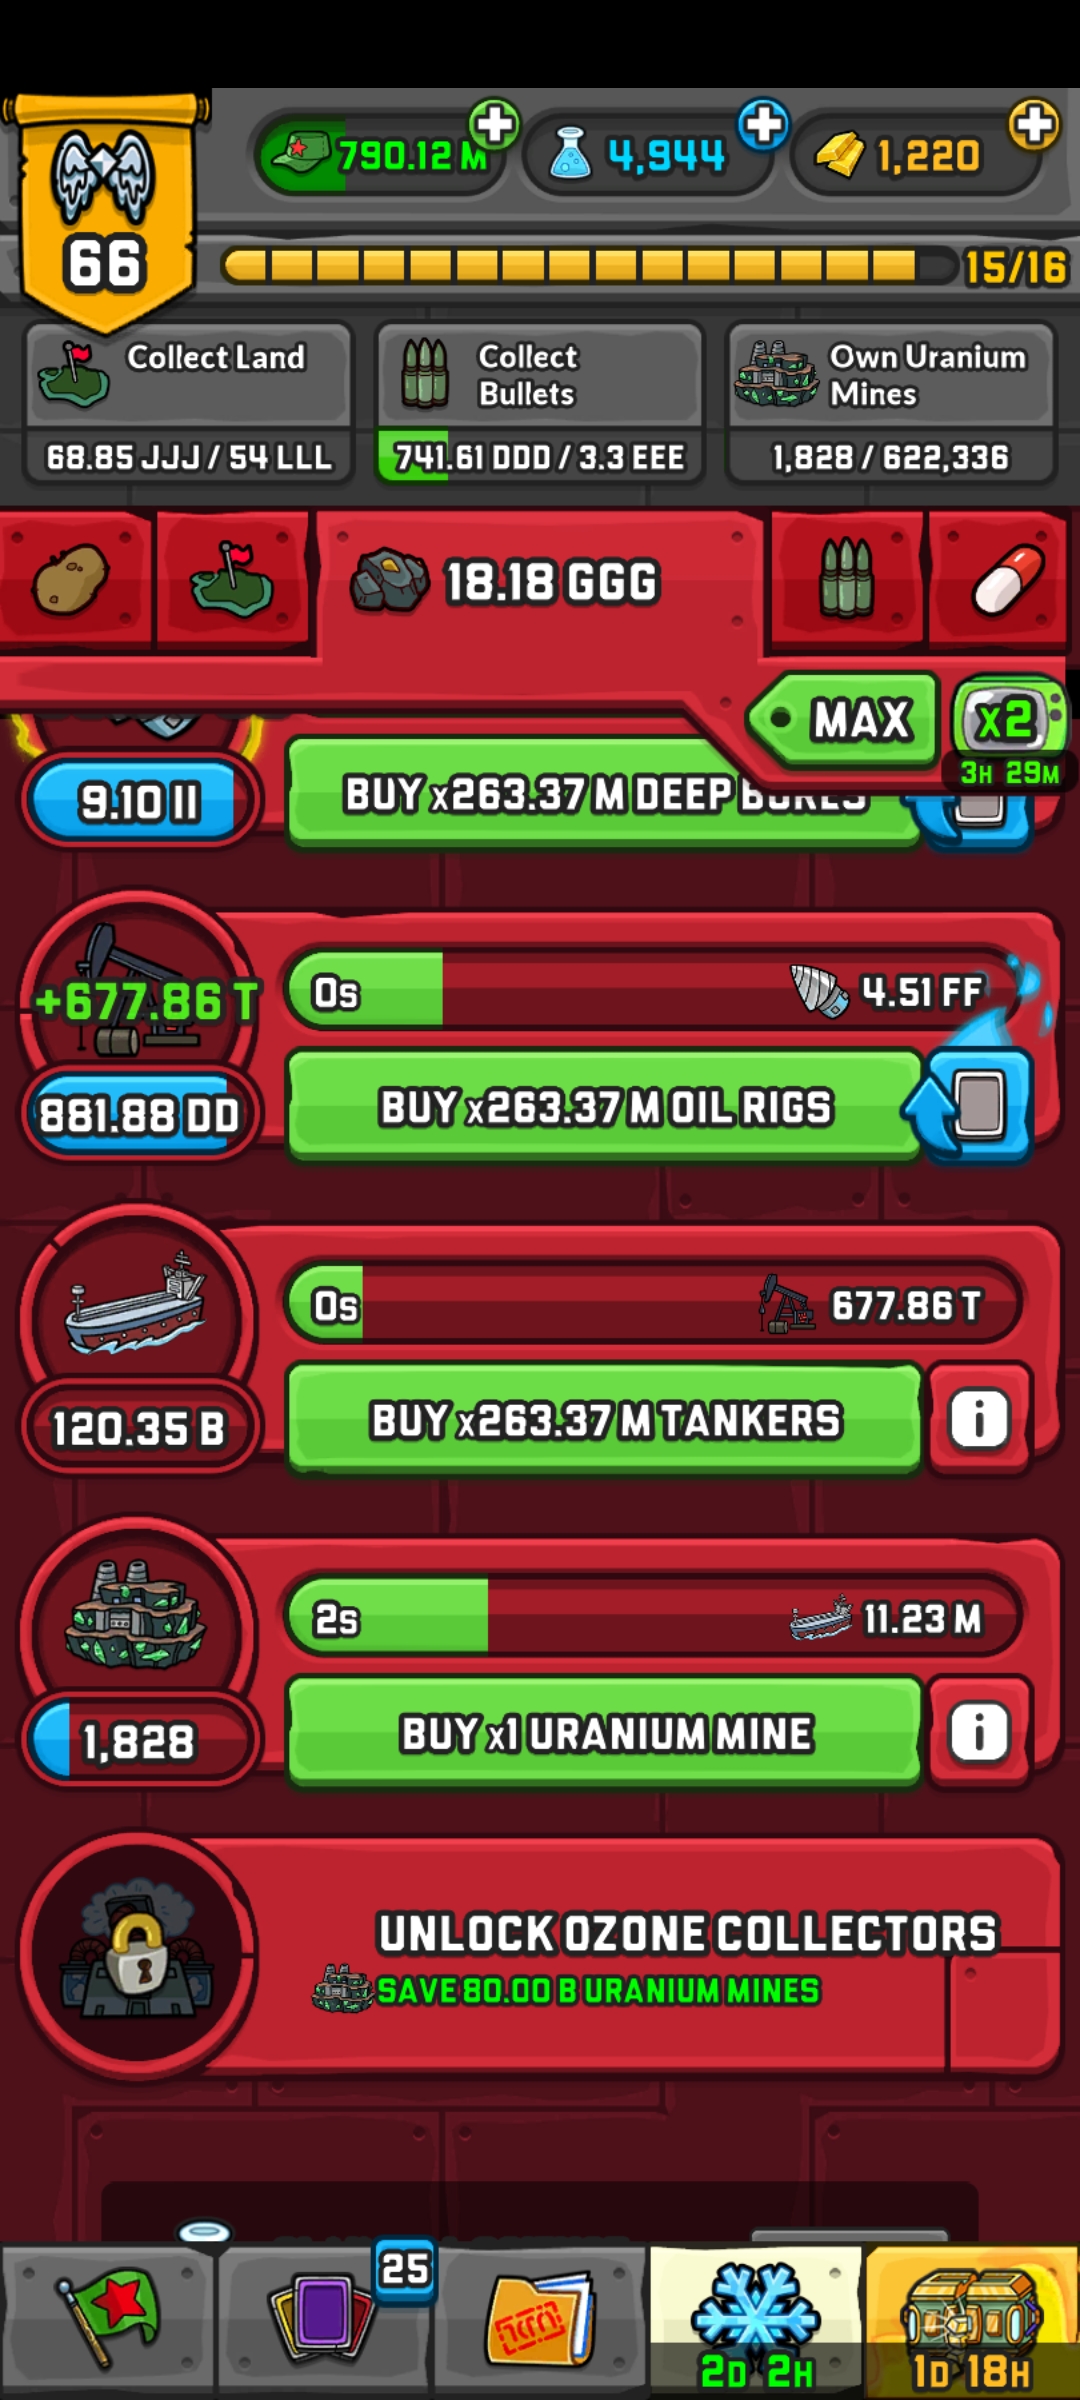 790.12 M
4,944
1,220
66
15/16
Collect Land
68.85 JJJ / 54 LLL
Collect
Bullets
741.61 DDD / 3.3 EEE
Own Uranium
Mines
1,828 / 622,336
18.18 GGG
MAX
x2
3H 29M
9.10 II
BUY x263.37 M DEEP BORES
+677.86 T
0s
4.51 FF
881.88 DD
BUY x263.37 M OIL RIGS
0s
677.86 T
120.35 B
BUY x263.37 M TANKERS
i
2s
11.23 M
1,828
BUY x1 URANIUM MINE
i
UNLOCK OZONE COLLECTORS
SAVE 80.00 B URANIUM MINES
25
2D 2H
1D 18H